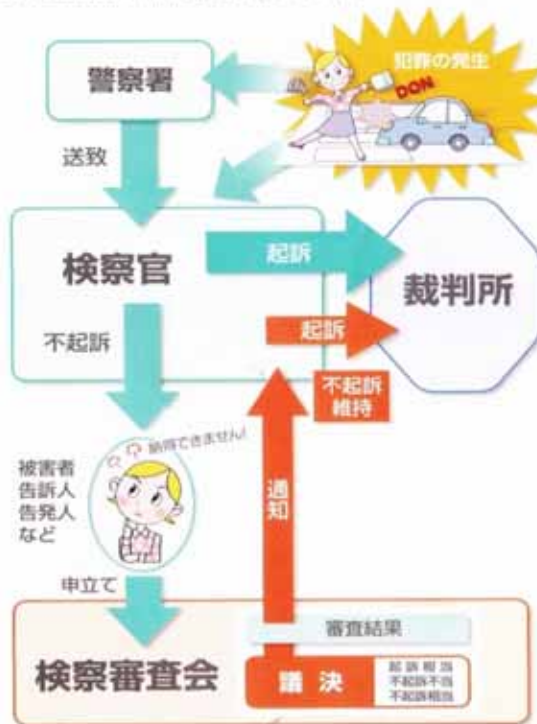 犯罪の発生
DON
警察署
送致
検察官
起訴
裁判所
起訴
不起訴
不起訴
維持
納得できません!
被害者
告訴人
告発人
など
通知
申立て
審査結果
検察審査会
議決
起訴相当
不起訴不当
不起訴相当